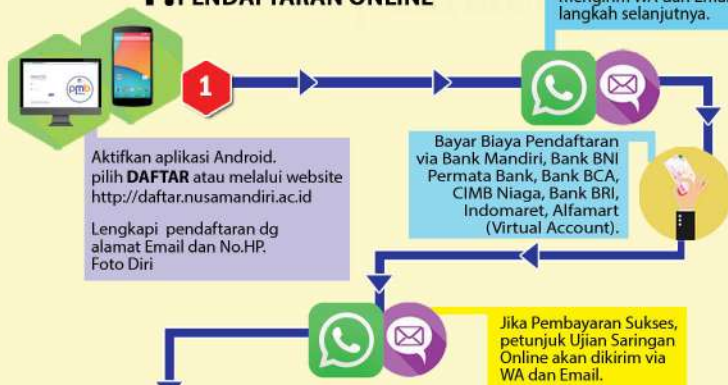 PENDAFTARAN ONLINE
langkah selanjutnya.
pmb
1
Aktifkan aplikasi Android.
pilih DAFTAR atau melalui website
http://daftar.nusamandiri.ac.id
Lengkapi pendaftaran dg
alamat Email dan No.HP.
Foto Diri
Bayar Biaya Pendaftaran
via Bank Mandiri, Bank BNI
Permata Bank, Bank BCA,
CIMB Niaga, Bank BRI,
Indomaret, Alfamart
(Virtual Account).
Jika Pembayaran Sukses,
petunjuk Ujian Saringan
Online akan dikirim via
WA dan Email.